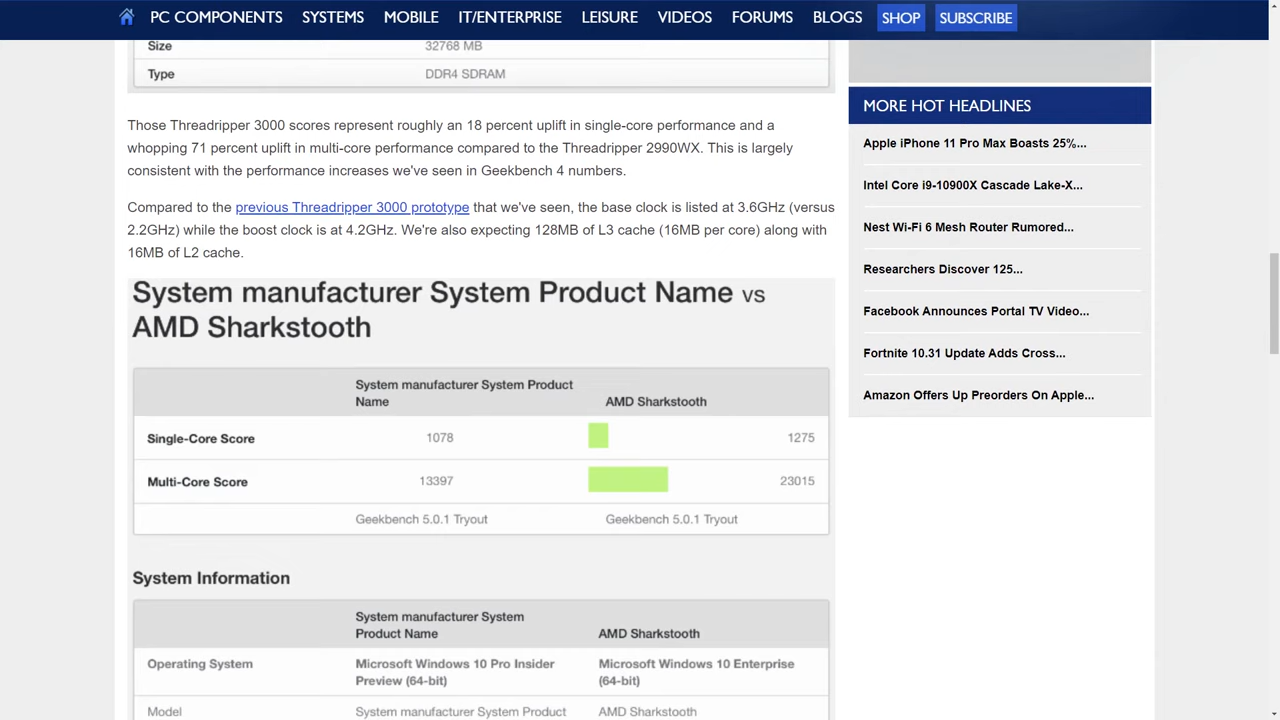 PC COMPONENTS SYSTEMS MOBILE IT/ENTERPRISE LEISURE VIDEOS FORUMS BLOGS SHOP SUBSCRIBE
Size 32768 MB
Type DDR4 SDRAM
Those Threadripper 3000 scores represent roughly an 18 percent uplift in single-core performance and a
whopping 71 percent uplift in multi-core performance compared to the Threadripper 2990WX. This is largely
consistent with the performance increases we've seen in Geekbench 4 numbers.
Compared to the previous Threadripper 3000 prototype that we've seen, the base clock is listed at 3.6GHz (versus
2.2GHz) while the boost clock is at 4.2GHz. We're also expecting 128MB of L3 cache (16MB per core) along with
16MB of L2 cache.
System manufacturer System Product Name vs
AMD Sharkstooth
System manufacturer System Product
Name AMD Sharkstooth
Single-Core Score 1078 1275
Multi-Core Score 13397 23015
Geekbench 5.0.1 Tryout Geekbench 5.0.1 Tryout
System Information
System manufacturer System
Product Name AMD Sharkstooth
Operating System Microsoft Windows 10 Pro Insider Microsoft Windows 10 Enterprise
Preview (64-bit) (64-bit)
Model System manufacturer System Product AMD Sharkstooth
MORE HOT HEADLINES
Apple iPhone 11 Pro Max Boasts 25%...
Intel Core i9-10900X Cascade Lake-X...
Nest Wi-Fi 6 Mesh Router Rumored...
Researchers Discover 125...
Facebook Announces Portal TV Video...
Fortnite 10.31 Update Adds Cross...
Amazon Offers Up Preorders On Apple...